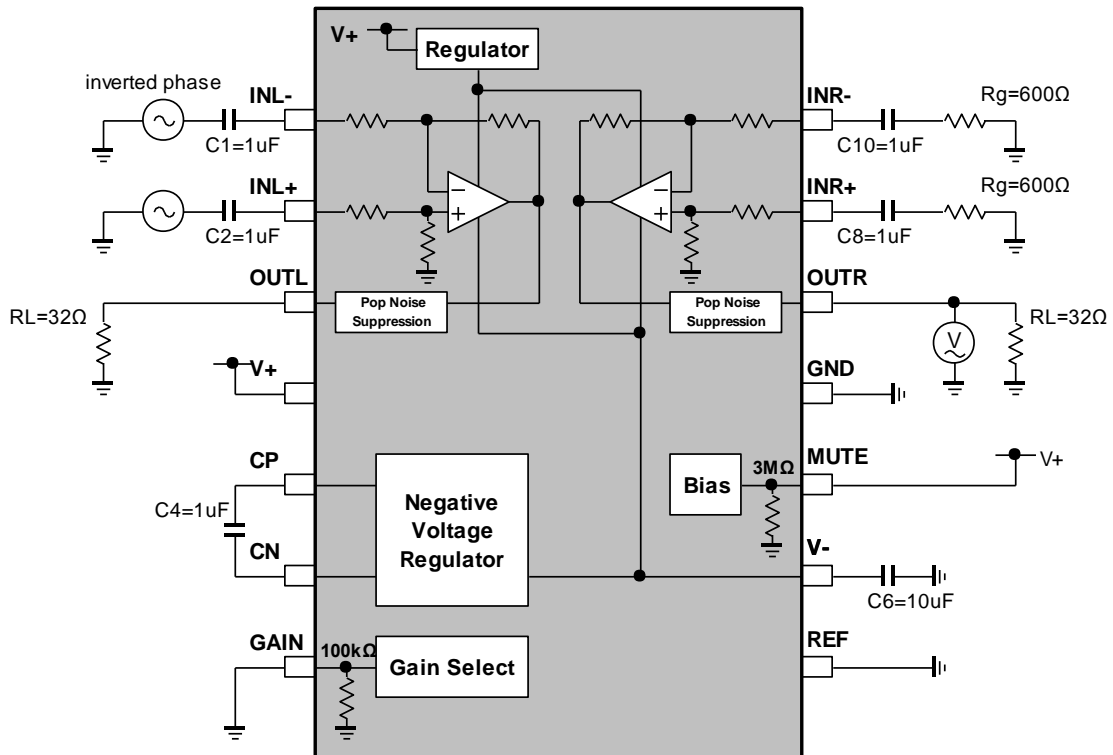 V+
Regulator
inverted phase
INL-
C1=1uF
INR-
C10=1uF
Rg=600Ω
INL+
C2=1uF
INR+
C8=1uF
Rg=600Ω
−
+
−
+
OUTL
Pop Noise
Suppression
Pop Noise
Suppression
OUTR
RL=32Ω
V
RL=32Ω
V+
GND
CP
C4=1uF
CN
Negative
Voltage
Regulator
Bias
3MΩ
MUTE
V+
V-
C6=10uF
GAIN
100kΩ
Gain Select
REF